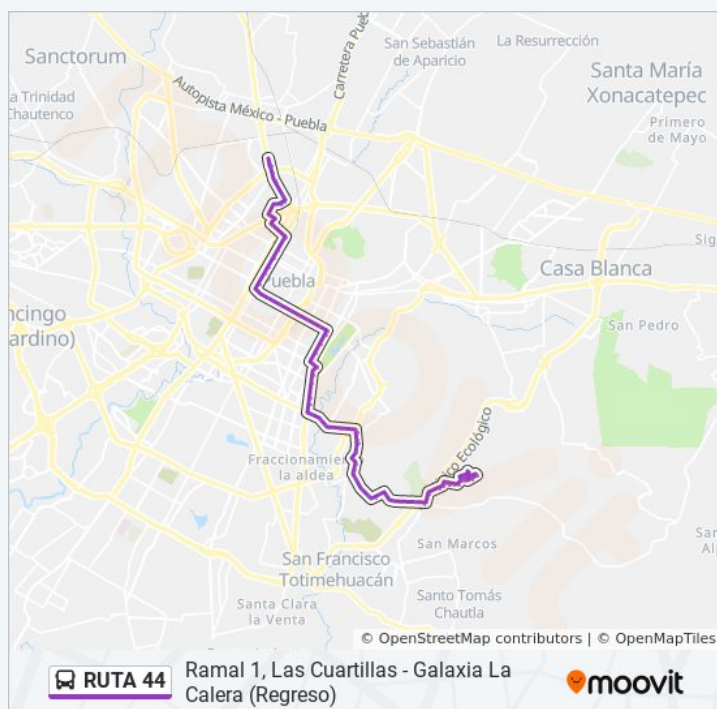 Sanctorum
San Sebastián
de Aparicio
La Resurrección
Carretera Pue
Santa María
Xonacatepec
a Trinidad
Chautenco
Autopista México - Puebla
Primero
de Mayo
Sig
Puebla
Casa Blanca
ncingo
ardino)
San Pedro
ico Ecológico
Fraccionamie
la aldea
San Francisco
Totimehuacán
San Marcos
Sar
Al
Santa Clara
la Venta
Santo Tomás
Chautla
© OpenStreetMap contributors | © OpenMapTiles
RUTA 44
Ramal 1, Las Cuartillas - Galaxia La
Calera (Regreso)
moovit